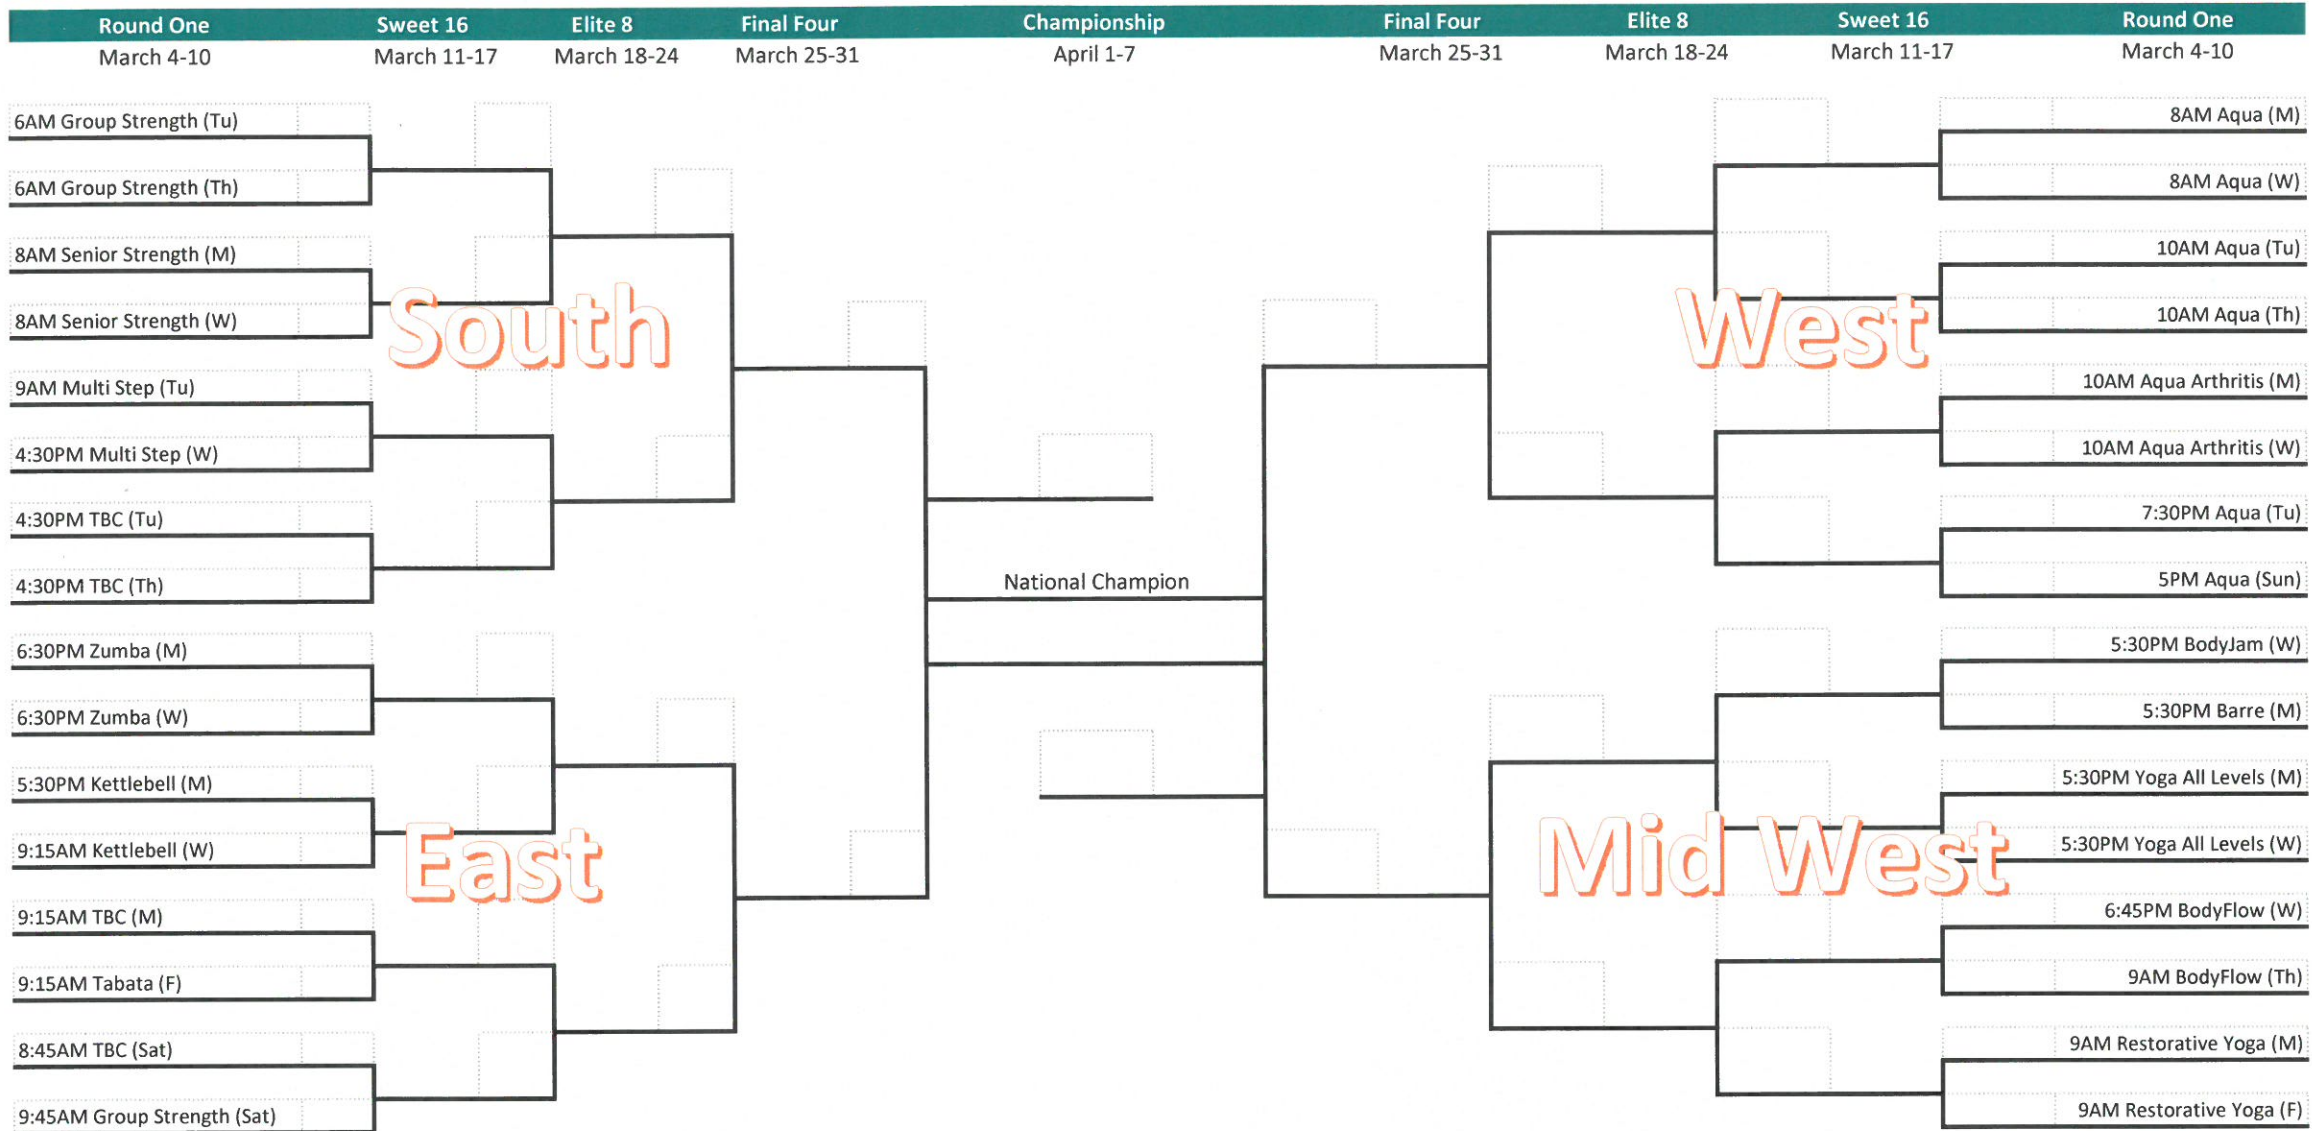 Round One Sweet 16 Elite 8 Final Four Championship Final Four Elite 8 Sweet 16 Round One
March 4-10 March 11-17 March 18-24 March 25-31 April 1-7 March 25-31 March 18-24 March 11-17 March 4-10
6AM Group Strength (Tu)
6AM Group Strength (Th)
8AM Senior Strength (M)
8AM Senior Strength (W)
South
9AM Multi Step (Tu)
4:30PM Multi Step (W)
4:30PM TBC (Tu)
4:30PM TBC (Th)
6:30PM Zumba (M)
6:30PM Zumba (W)
5:30PM Kettlebell (M)
9:15AM Kettlebell (W)
East
9:15AM TBC (M)
9:15AM Tabata (F)
8:45AM TBC (Sat)
9:45AM Group Strength (Sat)
National Champion
8AM Aqua (M)
8AM Aqua (W)
10AM Aqua (Tu)
10AM Aqua (Th)
West
10AM Aqua Arthritis (M)
10AM Aqua Arthritis (W)
7:30PM Aqua (Tu)
5PM Aqua (Sun)
5:30PM BodyJam (W)
5:30PM Barre (M)
5:30PM Yoga All Levels (M)
5:30PM Yoga All Levels (W)
Mid West
6:45PM BodyFlow (W)
9AM BodyFlow (Th)
9AM Restorative Yoga (M)
9AM Restorative Yoga (F)